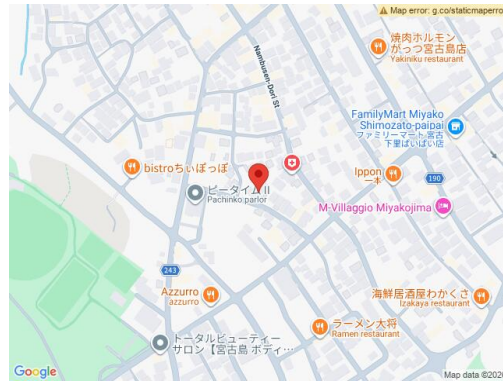 Map error: g.co/staticmaperro
焼肉ホルモン
がっつ宮古島店
Yakiniku restaurant
Nambusen-Dori St
FamilyMart Miyako
Shimozato-paipai
ファミリーマート 宮古
下里ぱいぱい店
bistroちぃぽっぽ
 Ippon
一本
190
ピータイムⅡ
Pachinko parlor
M-Villaggio Miyakojima
243
Azzurro
azzurro
海鮮居酒屋わかくさ
Izakaya restaurant
ラーメン大将
Ramen restaurant
トータルビューティー
サロン【宮古島 ボディ…
Google
Map data ©202